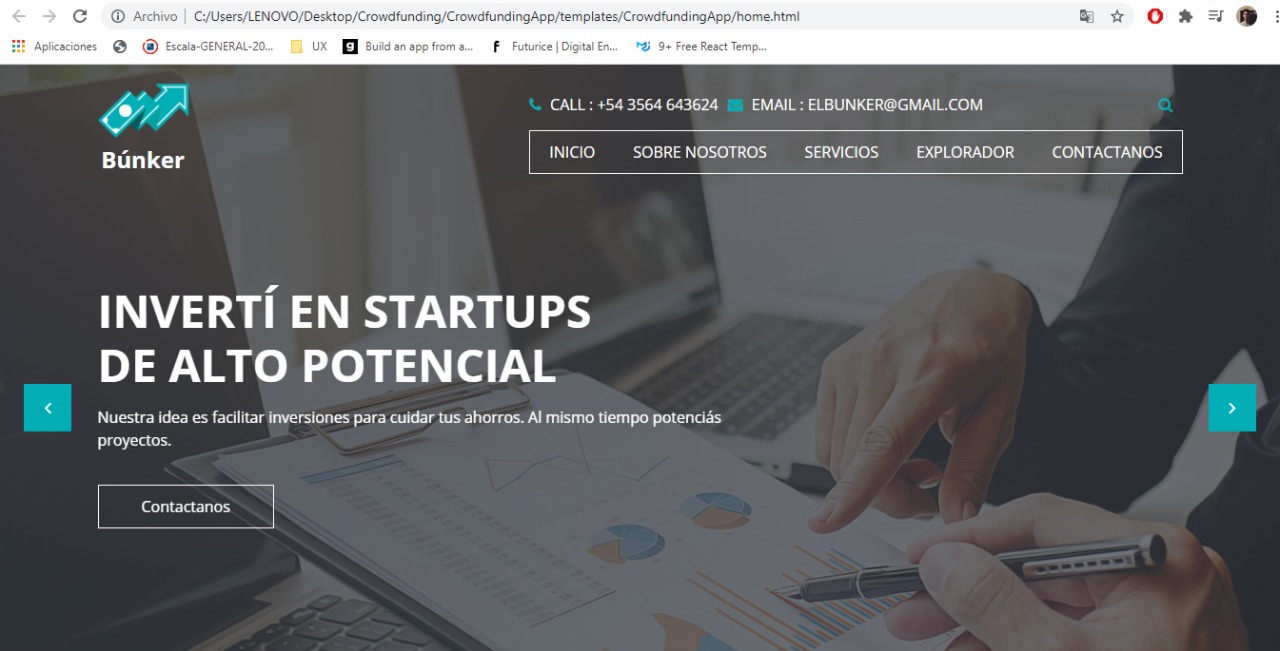 Archivo | C:/Users/LENOVO/Desktop/Crowdfunding/CrowdfundingApp/templates/CrowdfundingApp/home.html
Aplicaciones Escala-GENERAL-20... UX Build an app from a... Futurice | Digital En... 9+ Free React Temp...
CALL : +54 3564 643624 EMAIL : ELBUNKER@GMAIL.COM
Búnker
INICIO SOBRE NOSOTROS SERVICIOS EXPLORADOR CONTACTANOS
INVERTÍ EN STARTUPS
DE ALTO POTENCIAL
Nuestra idea es facilitar inversiones para cuidar tus ahorros. Al mismo tiempo potenciás
proyectos.
Contactanos